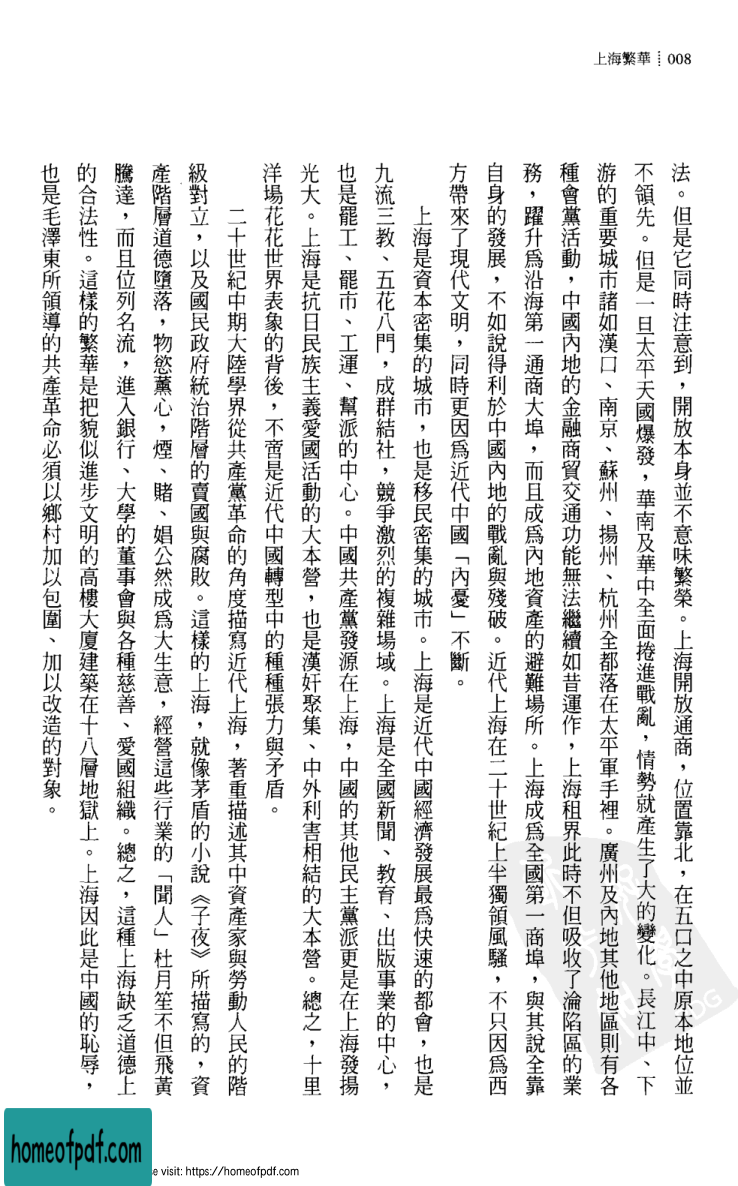 上海繁華 ┊ 008
法。但是它同時注意到，開放本身並不意味繁榮。上海開放通商，位置靠北，在五口之中原本地位並
不領先。但是一旦太平天國爆發，華南及華中全面捲進戰亂，情勢就產生了大的變化。長江中、下
游的重要城市諸如漢口、南京、蘇州、揚州、杭州全都落在太平軍手裡。廣州及內地其他地區則有各
種會黨活動，中國內地的金融商貿交通功能無法繼續如昔運作，上海租界此時不但吸收了淪陷區的業
務，躍升爲沿海第一通商大埠，而且成爲內地資產的避難場所。上海成爲全國第一商埠，與其說全靠
自身的發展，不如說得利於中國內地的戰亂與殘破。近代上海在二十世紀上半獨領風騷，不只因爲西
方帶來了現代文明，同時更因爲近代中國「內憂」不斷。
上海是資本密集的城市，也是移民密集的城市。上海是近代中國經濟發展最爲快速的都會，也是
九流三教、五花八門，成群結社，競爭激烈的複雜場域。上海是全國新聞、教育、出版事業的中心，
也是罷工、罷市、工運、幫派的中心。中國共產黨發源在上海，中國的其他民主黨派更是在上海發揚
光大。上海是抗日民族主義愛國活動的大本營，也是漢奸聚集、中外利害相結的大本營。總之，十里
洋場花花世界表象的背後，不啻是近代中國轉型中的種種張力與矛盾。
二十世紀中期大陸學界從共產黨革命的角度描寫近代上海，著重描述其中資產家與勞動人民的階
級對立，以及國民政府統治階層的賣國與腐敗。這樣的上海，就像茅盾的小說《子夜》所描寫的，資
產階層道德墮落，物慾薰心，煙、賭、娼公然成爲大生意，經營這些行業的「聞人」杜月笙不但飛黃
騰達，而且位列名流，進入銀行、大學的董事會與各種慈善、愛國組織。總之，這種上海缺乏道德上
的合法性。這樣的繁華是把貌似進步文明的高樓大廈建築在十八層地獄上。上海因此是中國的恥辱，
也是毛澤東所領導的共產革命必須以鄉村加以包圍、加以改造的對象。
homeofpdf.com
se visit: https://homeofpdf.com